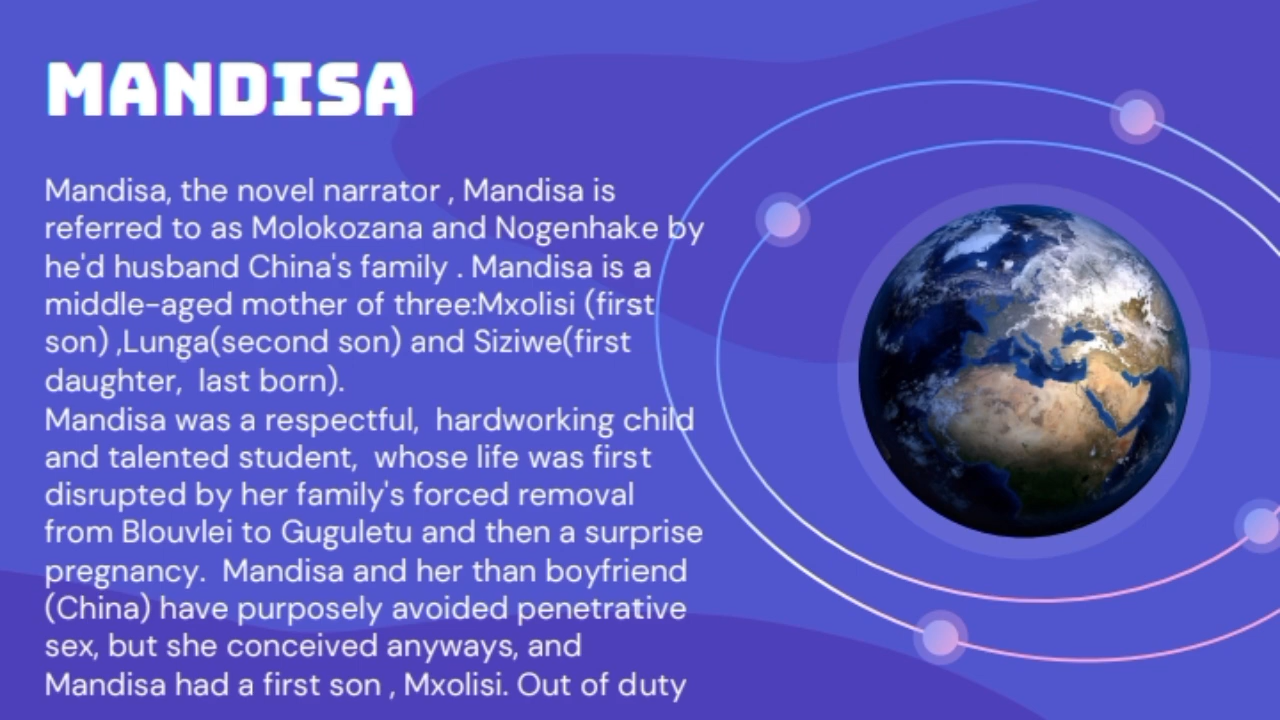 MANDISA
Mandisa, the novel narrator , Mandisa is
referred to as Molokozana and Nogenhake by
he'd husband China's family . Mandisa is a
middle-aged mother of three:Mxolisi (first
son) ,Lunga(second son) and Siziwe(first
daughter,  last born).
Mandisa was a respectful,  hardworking child
and talented student,  whose life was first
disrupted by her family's forced removal
from Blouvlei to Guguletu and then a surprise
pregnancy.  Mandisa and her than boyfriend
(China) have purposely avoided penetrative
sex, but she conceived anyways, and
Mandisa had a first son , Mxolisi. Out of duty